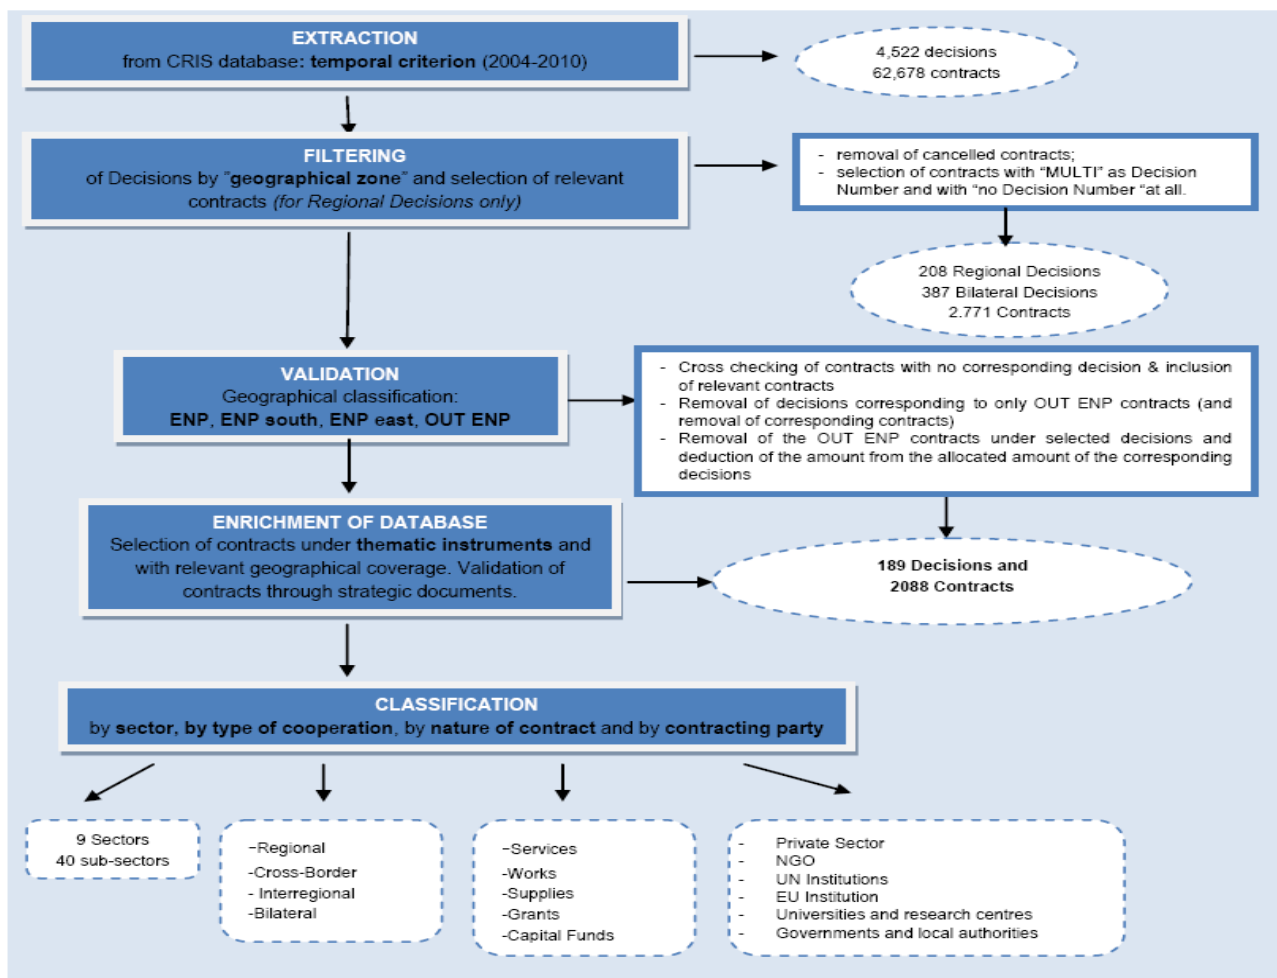 EXTRACTION
from CRIS database: temporal criterion (2004-2010)
4,522 decisions
62,678 contracts
FILTERING
of Decisions by "geographical zone" and selection of relevant
contracts (for Regional Decisions only)
- removal of cancelled contracts;
- selection of contracts with "MULTI" as Decision
Number and with "no Decision Number "at all.
208 Regional Decisions
387 Bilateral Decisions
2.771 Contracts
VALIDATION
Geographical classification:
ENP, ENP south, ENP east, OUT ENP
- Cross checking of contracts with no corresponding decision & inclusion
of relevant contracts
- Removal of decisions corresponding to only OUT ENP contracts (and
removal of corresponding contracts)
- Removal of the OUT ENP contracts under selected decisions and
deduction of the amount from the allocated amount of the corresponding
decisions
ENRICHMENT OF DATABASE
Selection of contracts under thematic instruments and
with relevant geographical coverage. Validation of
contracts through strategic documents.
189 Decisions and
2088 Contracts
CLASSIFICATION
by sector, by type of cooperation, by nature of contract and by contracting party
9 Sectors
40 sub-sectors
-Regional
-Cross-Border
- Interregional
-Bilateral
-Services
-Works
-Supplies
-Grants
-Capital Funds
- Private Sector
- NGO
- UN Institutions
- EU Institution
- Universities and research centres
- Governments and local authorities